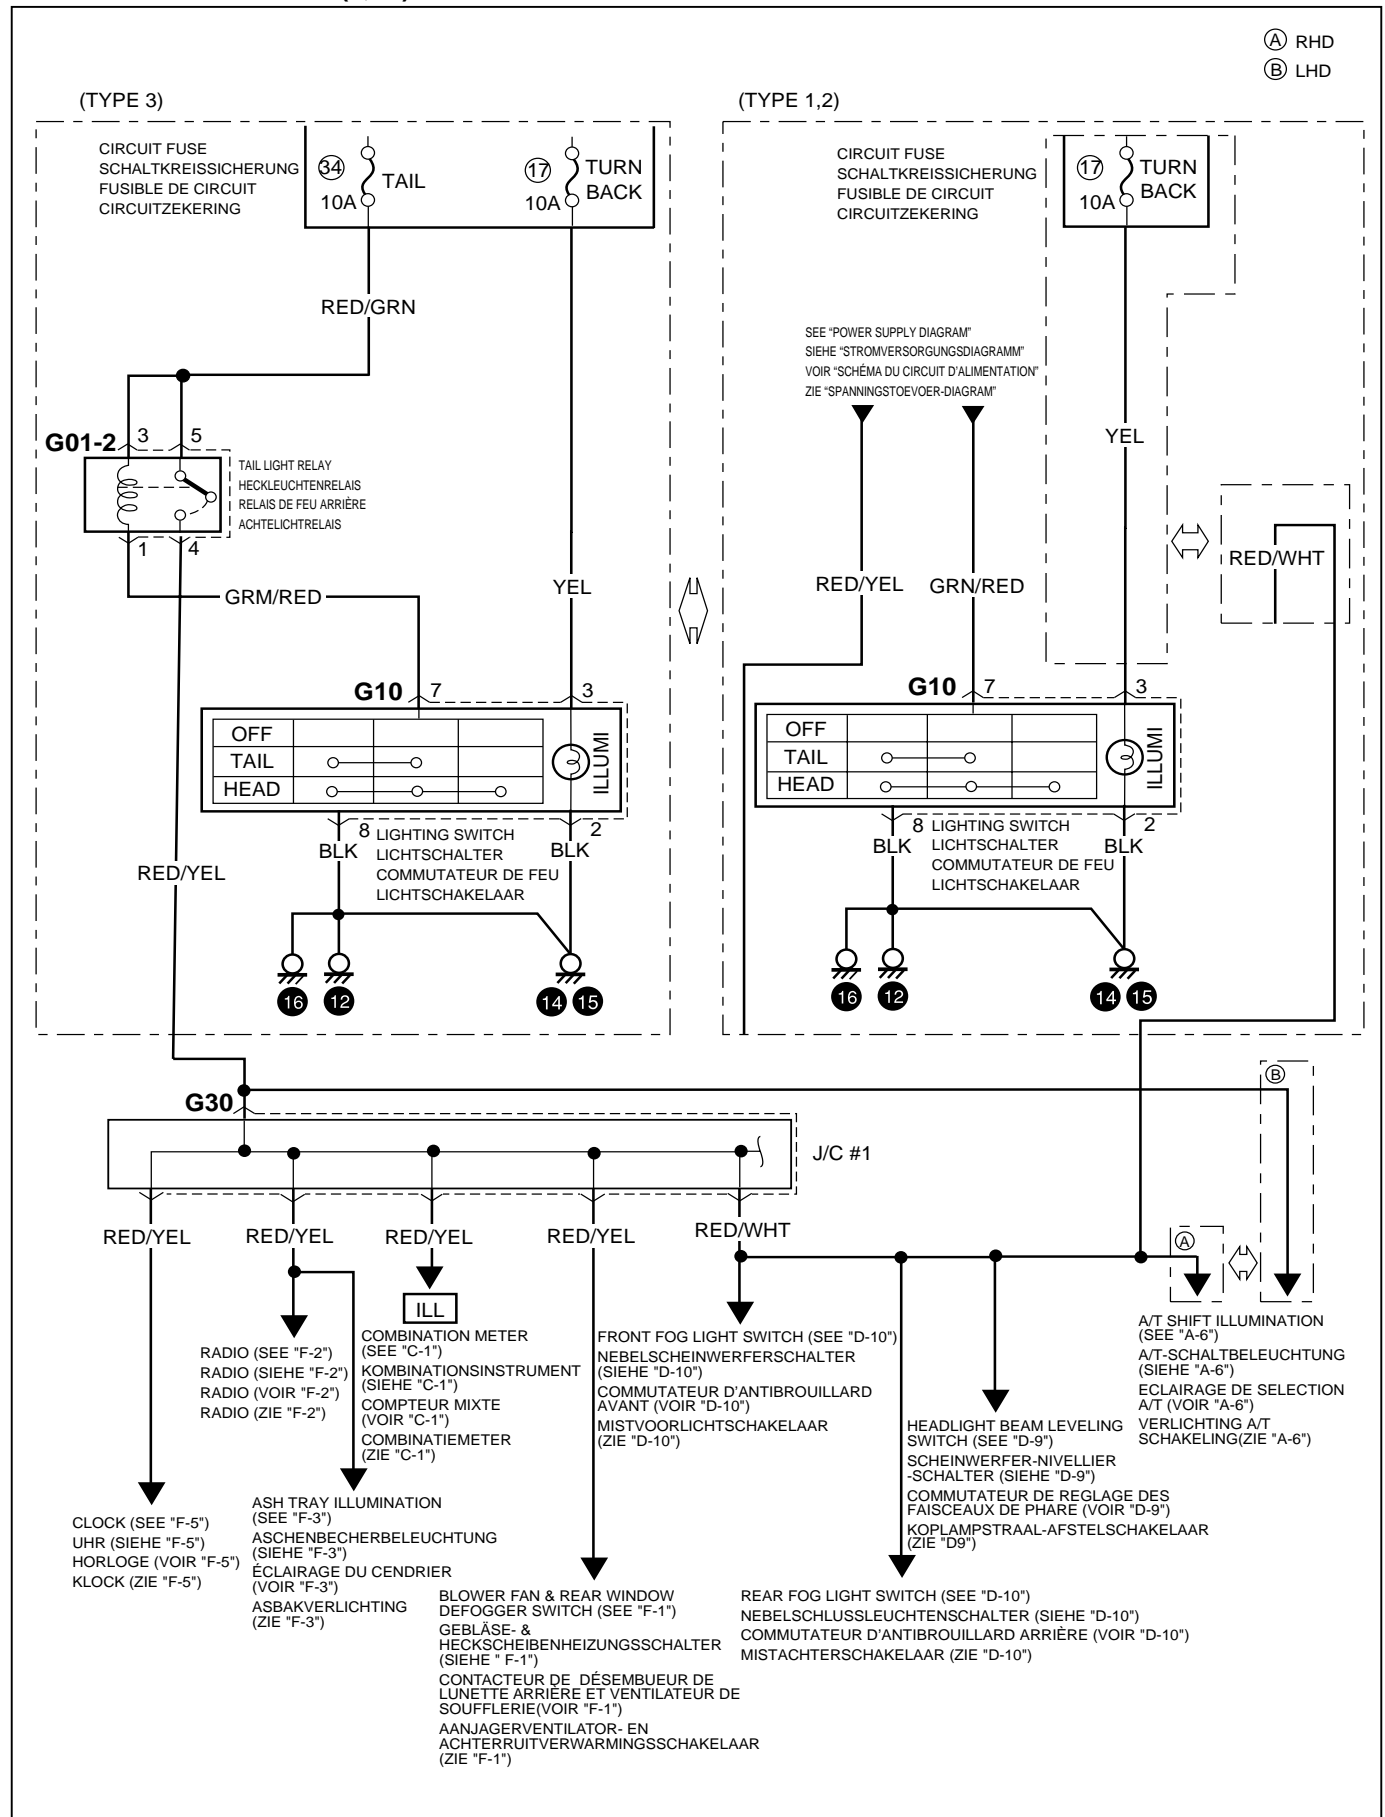 Ⓐ RHD
Ⓑ LHD
(TYPE 3)
CIRCUIT FUSE
SCHALTKREISSICHERUNG
FUSIBLE DE CIRCUIT
CIRCUITZEKERING
34
10A
TAIL
17
10A
TURN
BACK
RED/GRN
G01-2
3
5
TAIL LIGHT RELAY
HECKLEUCHTENRELAIS
RELAIS DE FEU ARRIÈRE
ACHTELICHTRELAIS
1
4
GRM/RED
YEL
G10
7
3
OFF
TAIL
HEAD
ILLUMI
8
2
LIGHTING SWITCH
LICHTSCHALTER
COMMUTATEUR DE FEU
LICHTSCHAKELAAR
BLK
BLK
RED/YEL
16
12
14
15
(TYPE 1,2)
CIRCUIT FUSE
SCHALTKREISSICHERUNG
FUSIBLE DE CIRCUIT
CIRCUITZEKERING
17
10A
TURN
BACK
SEE “POWER SUPPLY DIAGRAM”
SIEHE “STROMVERSORGUNGSDIAGRAMM”
VOIR “SCHÉMA DU CIRCUIT D’ALIMENTATION”
ZIE “SPANNINGSTOEVOER-DIAGRAM”
YEL
RED/WHT
RED/YEL
GRN/RED
G10
7
3
OFF
TAIL
HEAD
ILLUMI
8
2
LIGHTING SWITCH
LICHTSCHALTER
COMMUTATEUR DE FEU
LICHTSCHAKELAAR
BLK
BLK
16
12
14
15
G30
J/C #1
Ⓑ
Ⓐ
RED/YEL
RED/YEL
RED/YEL
RED/YEL
RED/WHT
ILL
RADIO (SEE "F-2")
RADIO (SIEHE "F-2")
RADIO (VOIR "F-2")
RADIO (ZIE "F-2")
COMBINATION METER
(SEE "C-1")
KOMBINATIONSINSTRUMENT
(SIEHE "C-1")
COMPTEUR MIXTE
(VOIR "C-1")
COMBINATIEMETER
(ZIE "C-1")
FRONT FOG LIGHT SWITCH (SEE "D-10")
NEBELSCHEINWERFERSCHALTER
(SIEHE "D-10")
COMMUTATEUR D’ANTIBROUILLARD
AVANT (VOIR "D-10")
MISTVOORLICHTSCHAKELAAR
(ZIE "D-10")
A/T SHIFT ILLUMINATION
(SEE "A-6")
A/T-SCHALTBELEUCHTUNG
(SIEHE "A-6")
ECLAIRAGE DE SELECTION
A/T (VOIR "A-6")
VERLICHTING A/T
SCHAKELING(ZIE "A-6")
HEADLIGHT BEAM LEVELING
SWITCH (SEE "D-9")
SCHEINWERFER-NIVELLIER
-SCHALTER (SIEHE "D-9")
COMMUTATEUR DE REGLAGE DES
FAISCEAUX DE PHARE (VOIR "D-9")
KOPLAMPSTRAAL-AFSTELSCHAKELAAR
(ZIE "D9")
CLOCK (SEE "F-5")
UHR (SIEHE "F-5")
HORLOGE (VOIR "F-5")
KLOCK (ZIE "F-5")
ASH TRAY ILLUMINATION
(SEE "F-3")
ASCHENBECHERBELEUCHTUNG
(SIEHE "F-3")
ÉCLAIRAGE DU CENDRIER
(VOIR "F-3")
ASBAKVERLICHTING
(ZIE "F-3")
BLOWER FAN & REAR WINDOW
DEFOGGER SWITCH (SEE "F-1")
GEBLÄSE- &
HECKSCHEIBENHEIZUNGSSCHALTER
(SIEHE " F-1")
CONTACTEUR DE DÉSEMBUEUR DE
LUNETTE ARRIÈRE ET VENTILATEUR DE
SOUFFLERIE(VOIR "F-1")
AANJAGERVENTILATOR- EN
ACHTERRUITVERWARMINGSSCHAKELAAR
(ZIE "F-1")
REAR FOG LIGHT SWITCH (SEE "D-10")
NEBELSCHLUSSLEUCHTENSCHALTER (SIEHE "D-10")
COMMUTATEUR D’ANTIBROUILLARD ARRIÈRE (VOIR "D-10")
MISTACHTERSCHAKELAAR (ZIE "D-10")